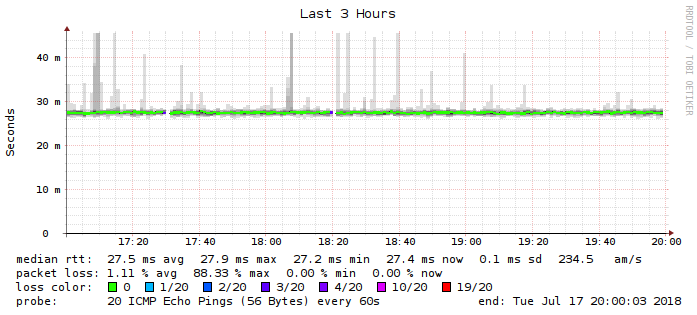 Last 3 Hours
RRDTOOL / TOBI OETIKER
Seconds
40 m
30 m
20 m
10 m
0
17:20 17:40 18:00 18:20 18:40 19:00 19:20 19:40 20:00
median rtt: 27.5 ms avg 27.9 ms max 27.2 ms min 27.4 ms now 0.1 ms sd 234.5 am/s
packet loss: 1.11 % avg 88.33 % max 0.00 % min 0.00 % now
loss color: 0 1/20 2/20 3/20 4/20 10/20 19/20
probe: 20 ICMP Echo Pings (56 Bytes) every 60s end: Tue Jul 17 20:00:03 2018